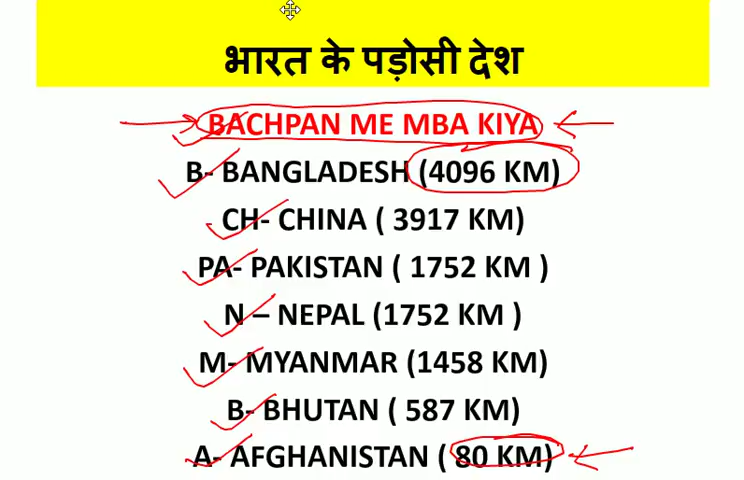 भारत के पड़ोसी देश
BACHPAN ME MBA KIYA
B- BANGLADESH (4096 KM)
CH- CHINA ( 3917 KM)
PA- PAKISTAN ( 1752 KM )
N – NEPAL (1752 KM )
M- MYANMAR (1458 KM)
B- BHUTAN ( 587 KM)
A- AFGHANISTAN ( 80 KM)